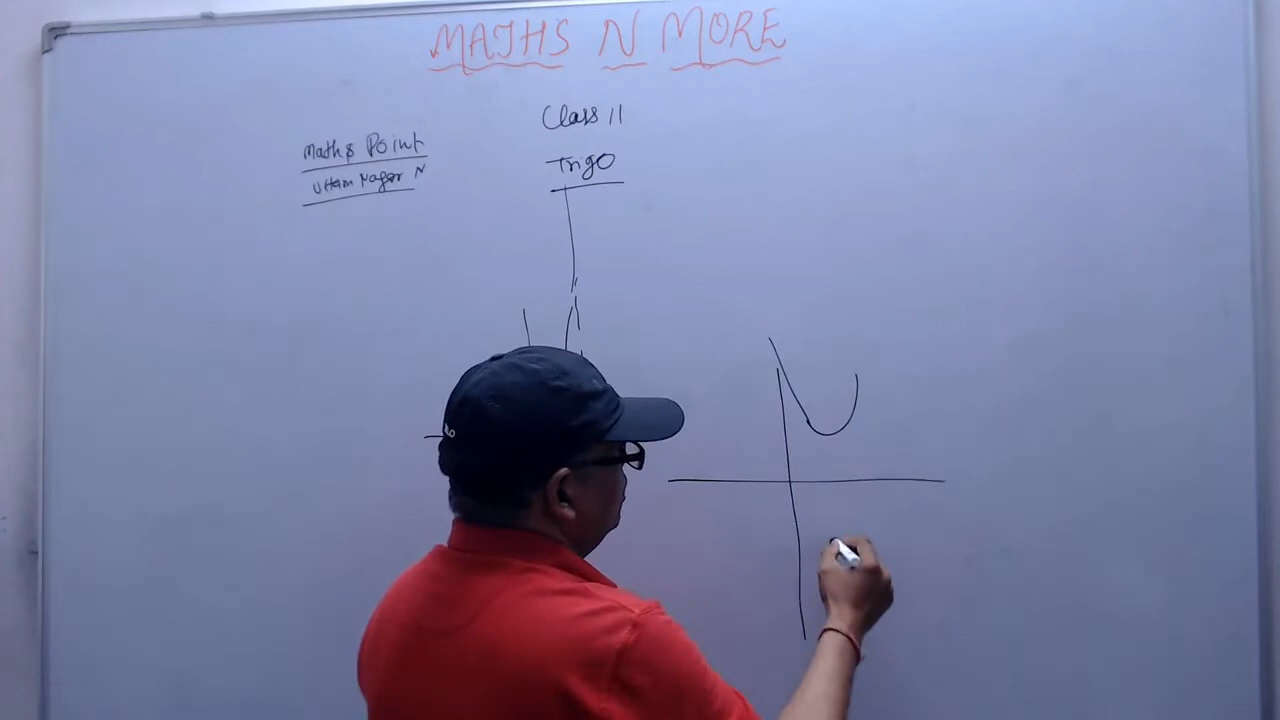 MATHS N MORE
Class 11
Maths Point
Trigo
Uttam Nagar N